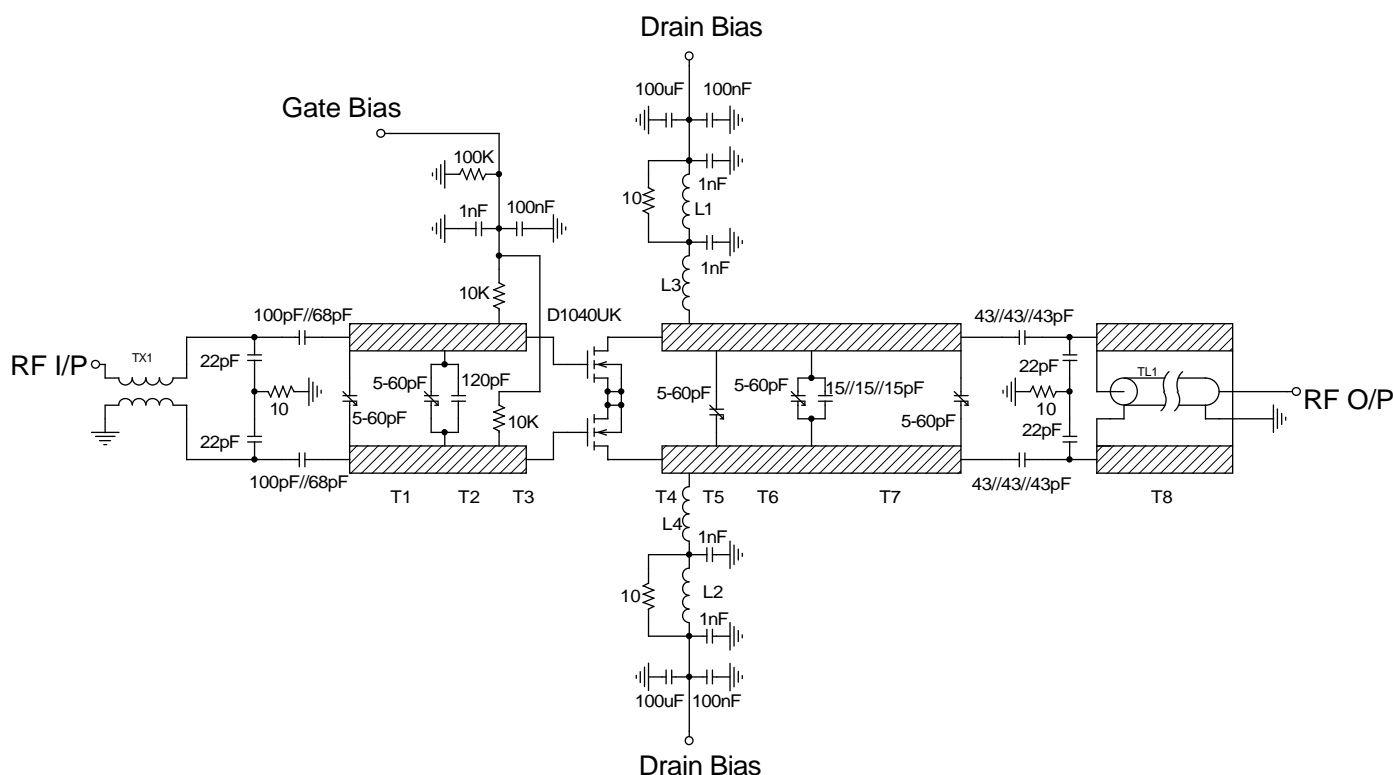 Drain Bias
100uF
100nF
Gate Bias
100K
1nF
10
L1
1nF
100nF
1nF
L3
10K
D1040UK
100pF//68pF
43//43//43pF
RF I/P
TX1
22pF
22pF
10
5-60pF
5-60pF
120pF
10K
5-60pF
5-60pF
15//15//15pF
5-60pF
10
TL1
RF O/P
22pF
22pF
100pF//68pF
43//43//43pF
T1
T2
T3
T4
T5
T6
T7
T8
L4
1nF
10
L2
1nF
100uF
100nF
Drain Bias